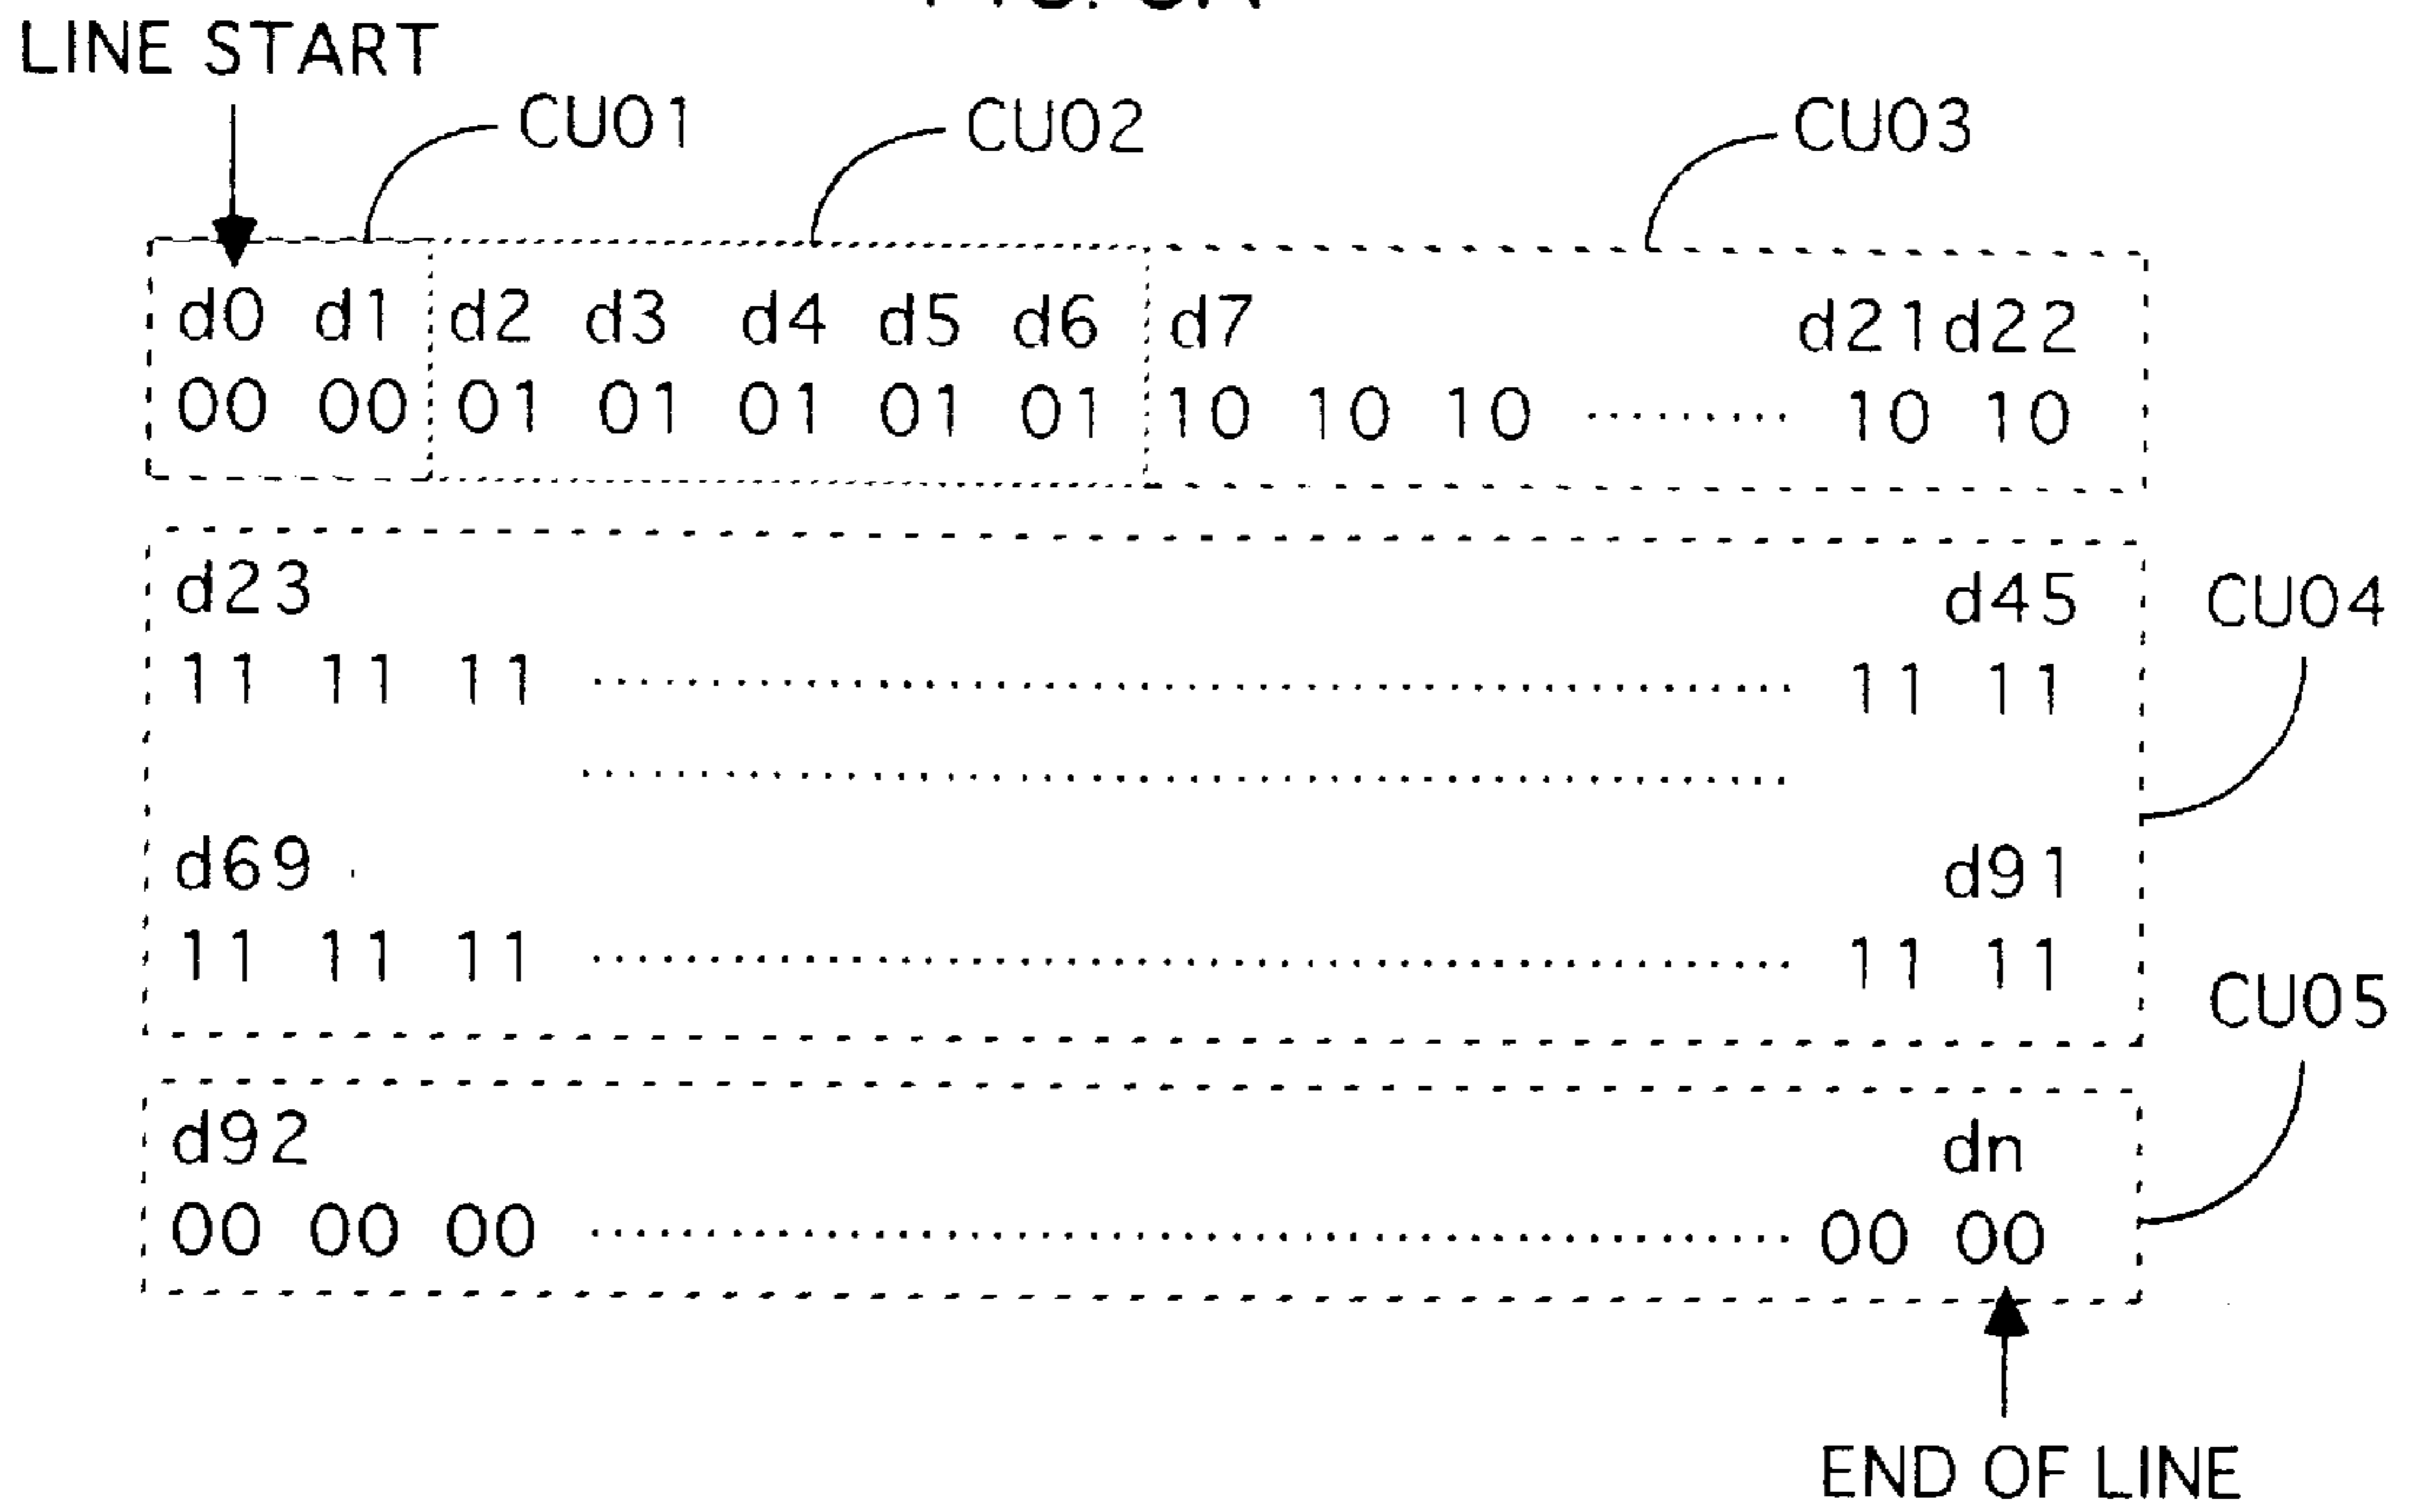 LINE START
CU01 CU02 CU03
d0 d1 d2 d3 d4 d5 d6 d7 d21 d22
00 00 01 01 01 01 01 10 10 10 ........ 10 10
d23 d45
11 11 11 ........ 11 11
CU04
........
d69 d91
11 11 11 ........ 11 11
CU05
d92 dn
00 00 00 ........ 00 00
END OF LINE